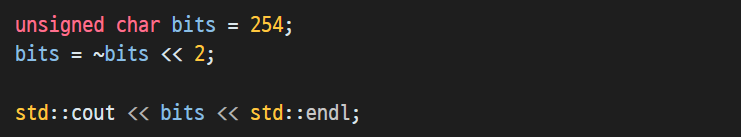 unsigned char bits = 254;
bits = ~bits << 2;
std::cout << bits << std::endl;